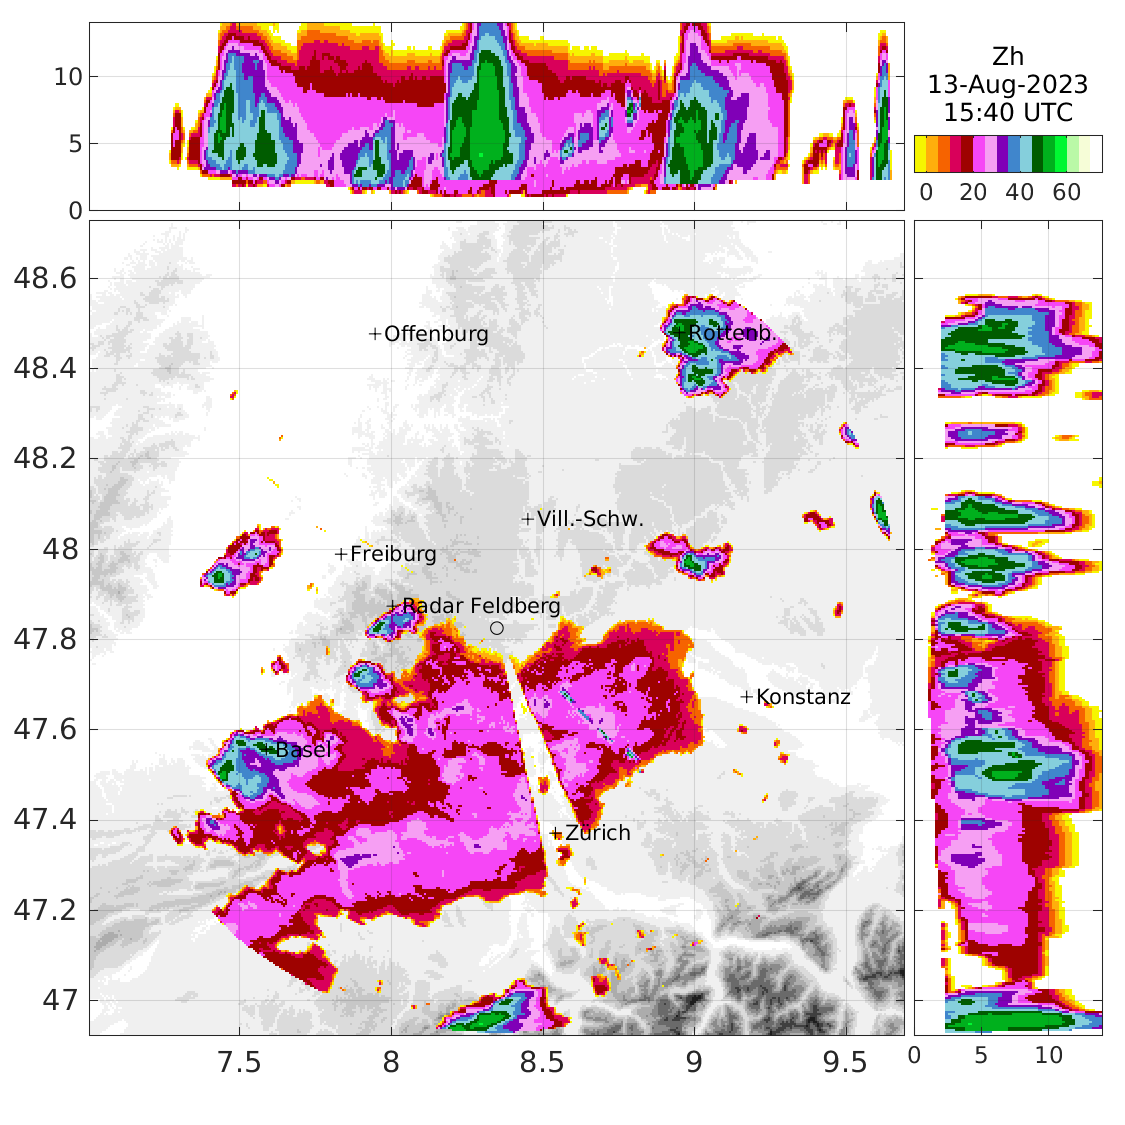 10
5
0
Zh
13-Aug-2023
15:40 UTC
0 20 40 60
48.6
48.4
48.2
48
47.8
47.6
47.4
47.2
47
Offenburg
Rottenb.
Vill.-Schw.
Freiburg
Radar Feldberg
Konstanz
Basel
Zürich
7.5 8 8.5 9 9.5
0 5 10